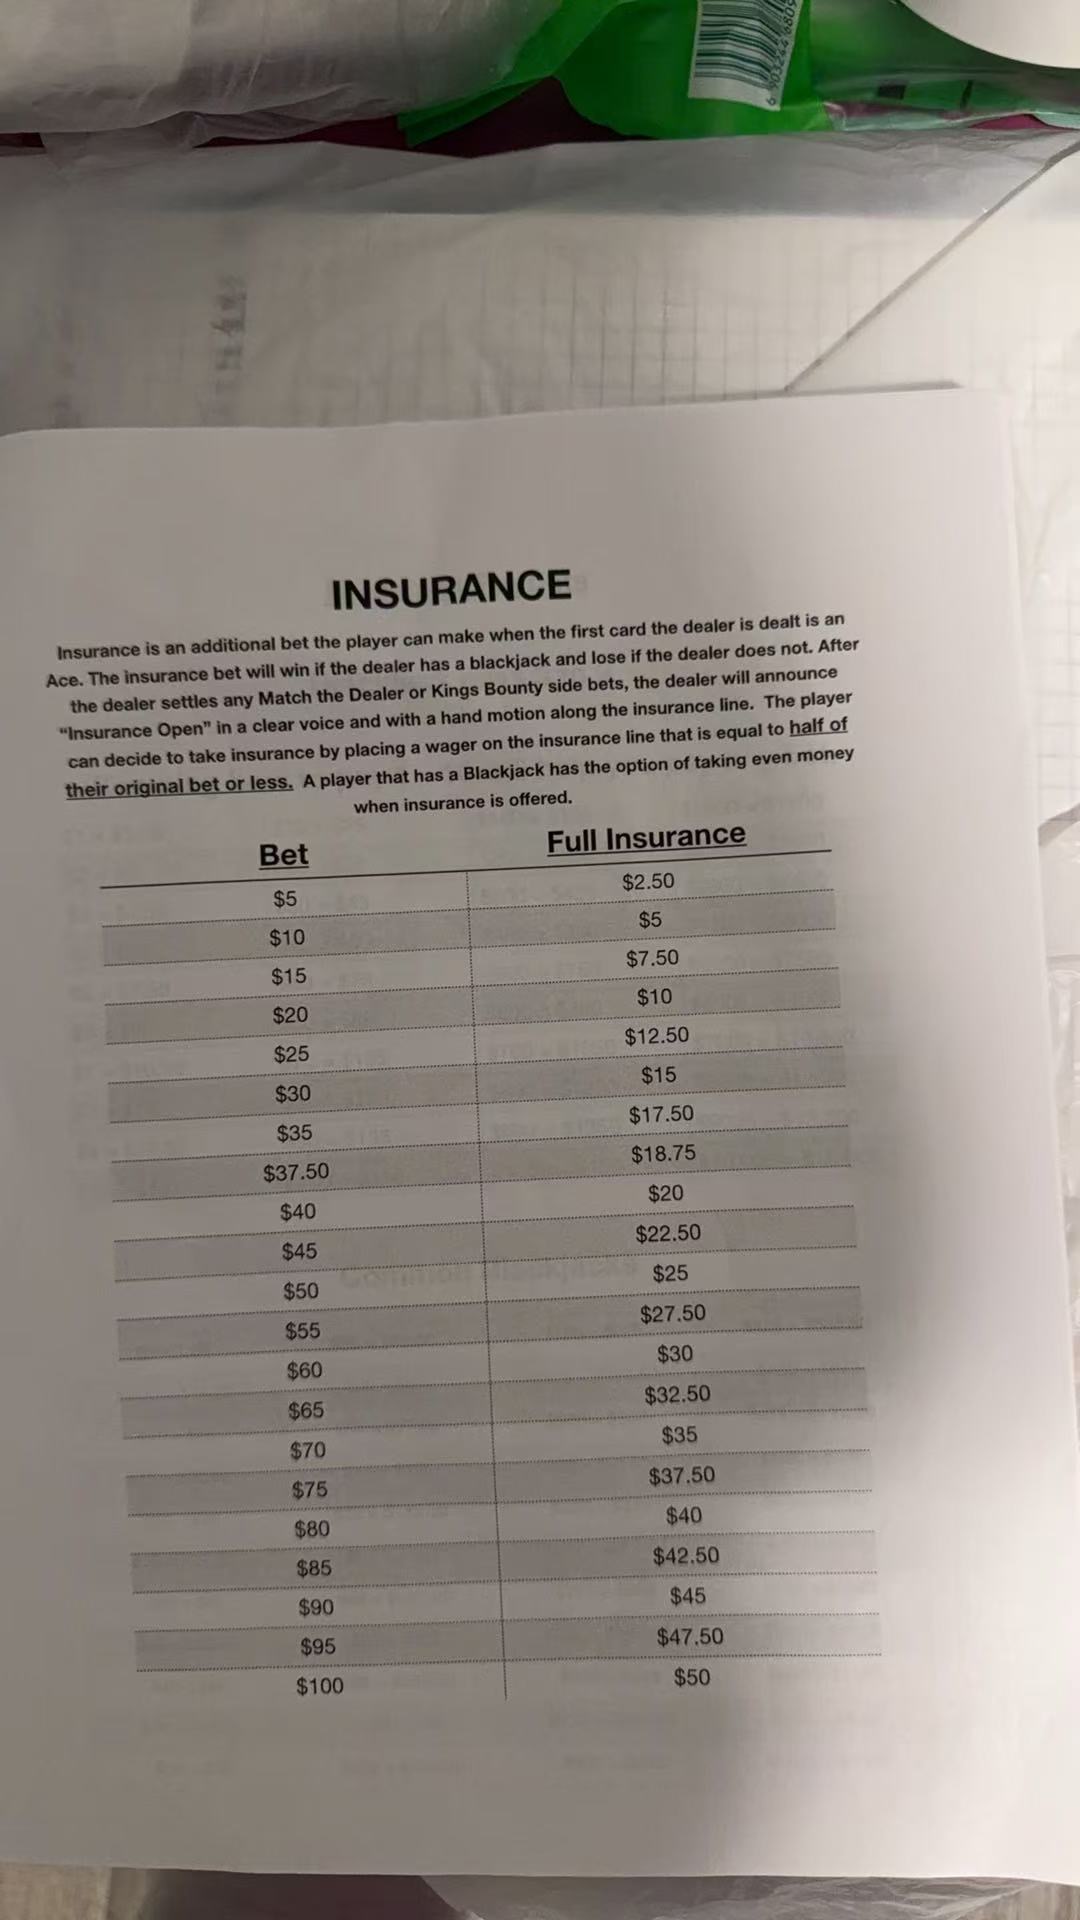 INSURANCE
Insurance is an additional bet the player can make when the first card the dealer is dealt is an
Ace. The insurance bet will win if the dealer has a blackjack and lose if the dealer does not. After
the dealer settles any Match the Dealer or Kings Bounty side bets, the dealer will announce
“Insurance Open” in a clear voice and with a hand motion along the insurance line. The player
can decide to take insurance by placing a wager on the insurance line that is equal to half of
their original bet or less. A player that has a Blackjack has the option of taking even money
when insurance is offered.
Bet Full Insurance
$5 $2.50
$10 $5
$15 $7.50
$20 $10
$25 $12.50
$30 $15
$35 $17.50
$37.50 $18.75
$40 $20
$45 $22.50
$50 $25
$55 $27.50
$60 $30
$65 $32.50
$70 $35
$75 $37.50
$80 $40
$85 $42.50
$90 $45
$95 $47.50
$100 $50